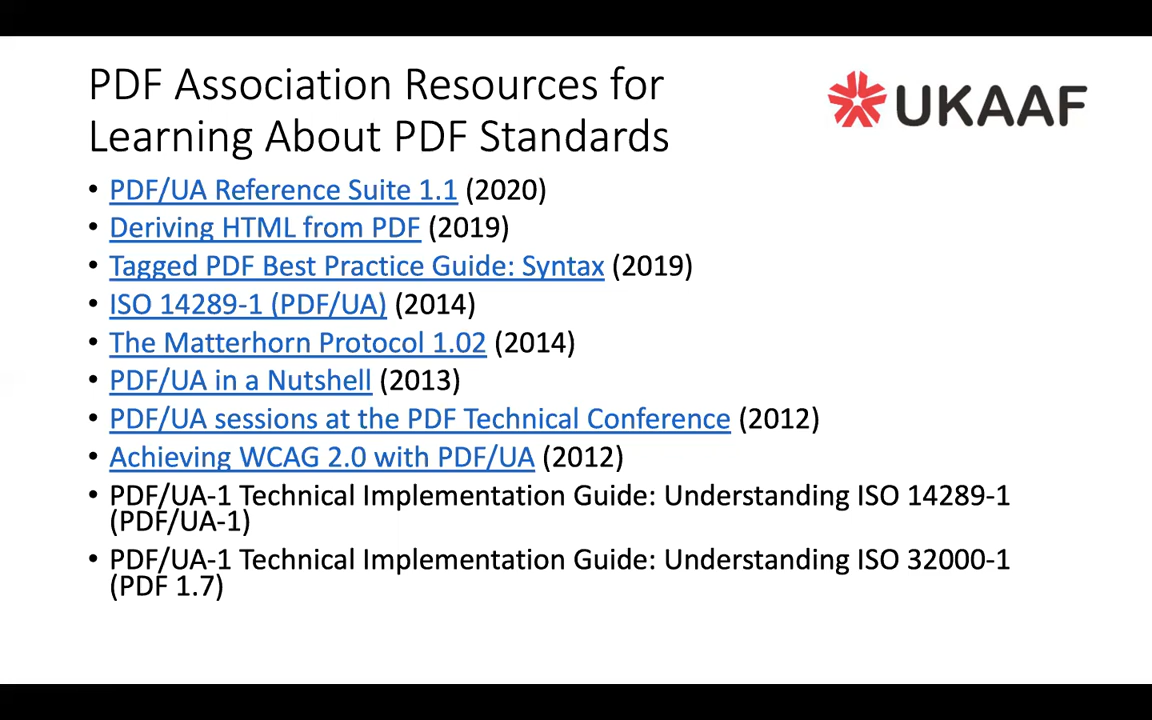 PDF Association Resources for
Learning About PDF Standards
UKAAF
• PDF/UA Reference Suite 1.1 (2020)
• Deriving HTML from PDF (2019)
• Tagged PDF Best Practice Guide: Syntax (2019)
• ISO 14289-1 (PDF/UA) (2014)
• The Matterhorn Protocol 1.02 (2014)
• PDF/UA in a Nutshell (2013)
• PDF/UA sessions at the PDF Technical Conference (2012)
• Achieving WCAG 2.0 with PDF/UA (2012)
• PDF/UA-1 Technical Implementation Guide: Understanding ISO 14289-1
(PDF/UA-1)
• PDF/UA-1 Technical Implementation Guide: Understanding ISO 32000-1
(PDF 1.7)